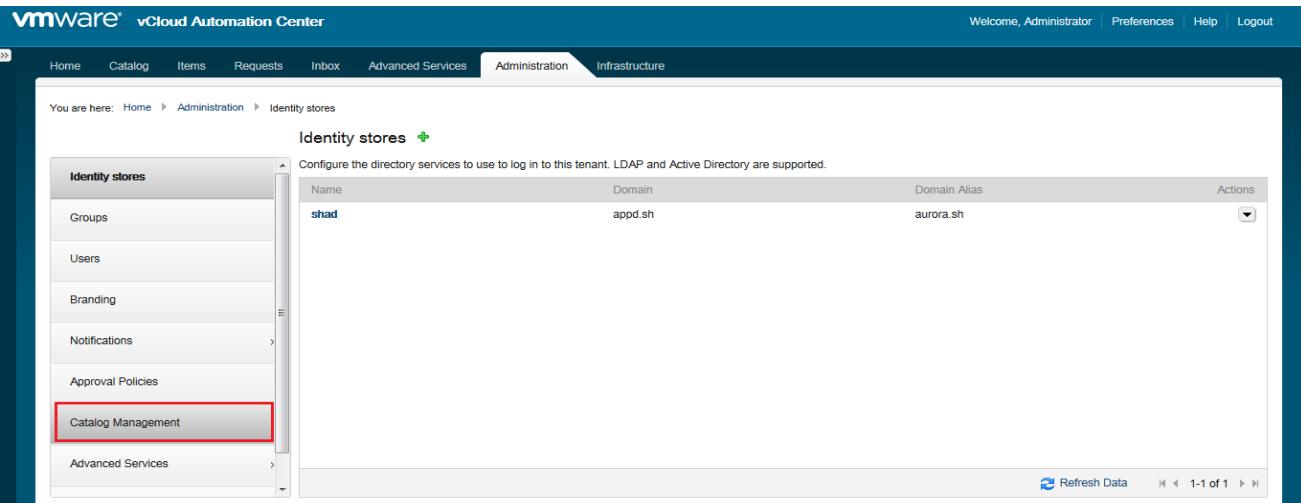 vmware® vCloud Automation Center
Welcome, Administrator Preferences Help Logout
Home Catalog Items Requests Inbox Advanced Services Administration Infrastructure
You are here: Home Administration Identity stores
Identity stores
Configure the directory services to use to log in to this tenant. LDAP and Active Directory are supported.
Identity stores
Groups
Users
Branding
Notifications
Approval Policies
Catalog Management
Advanced Services
Name Domain Domain Alias Actions
shad appd.sh aurora.sh
Refresh Data 1-1 of 1